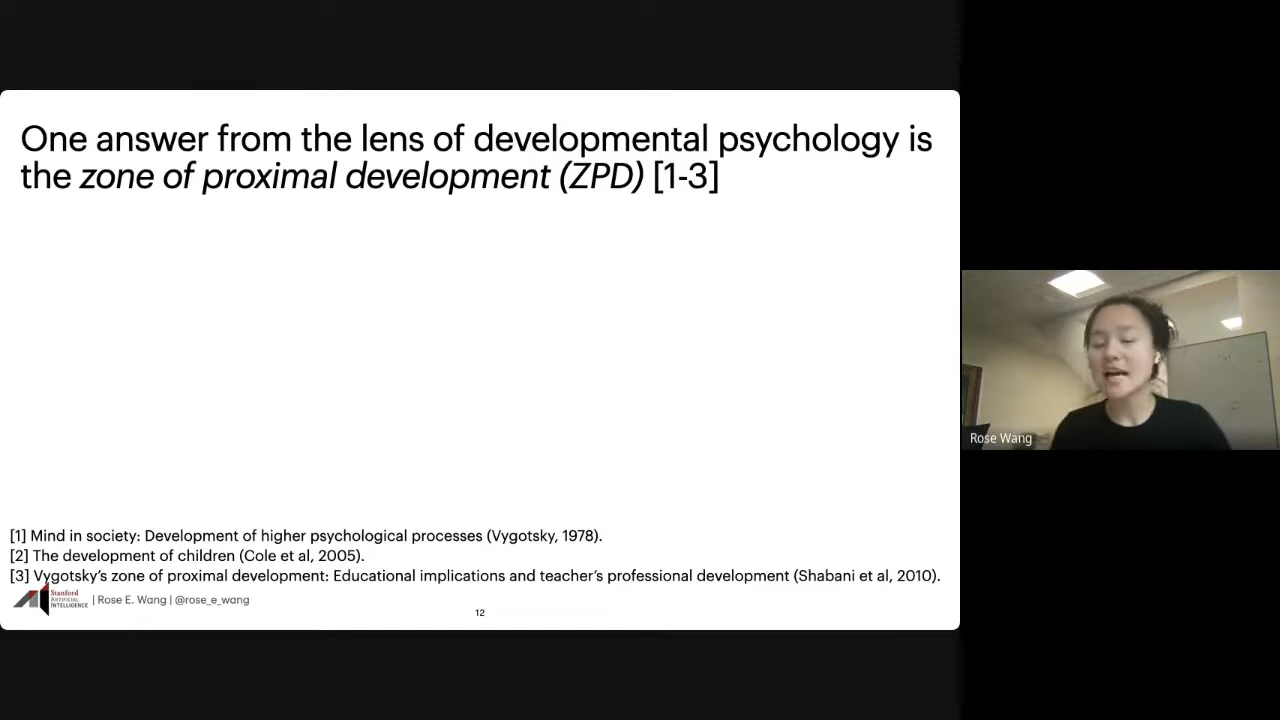 One answer from the lens of developmental psychology is
the zone of proximal development (ZPD) [1-3]
[1] Mind in society: Development of higher psychological processes (Vygotsky, 1978).
[2] The development of children (Cole et al, 2005).
[3] Vygotsky's zone of proximal development: Educational implications and teacher's professional development (Shabani et al, 2010).
Stanford
ARTIFICIAL
INTELLIGENCE
| Rose E. Wang | @rose_e_wang
12
Rose Wang